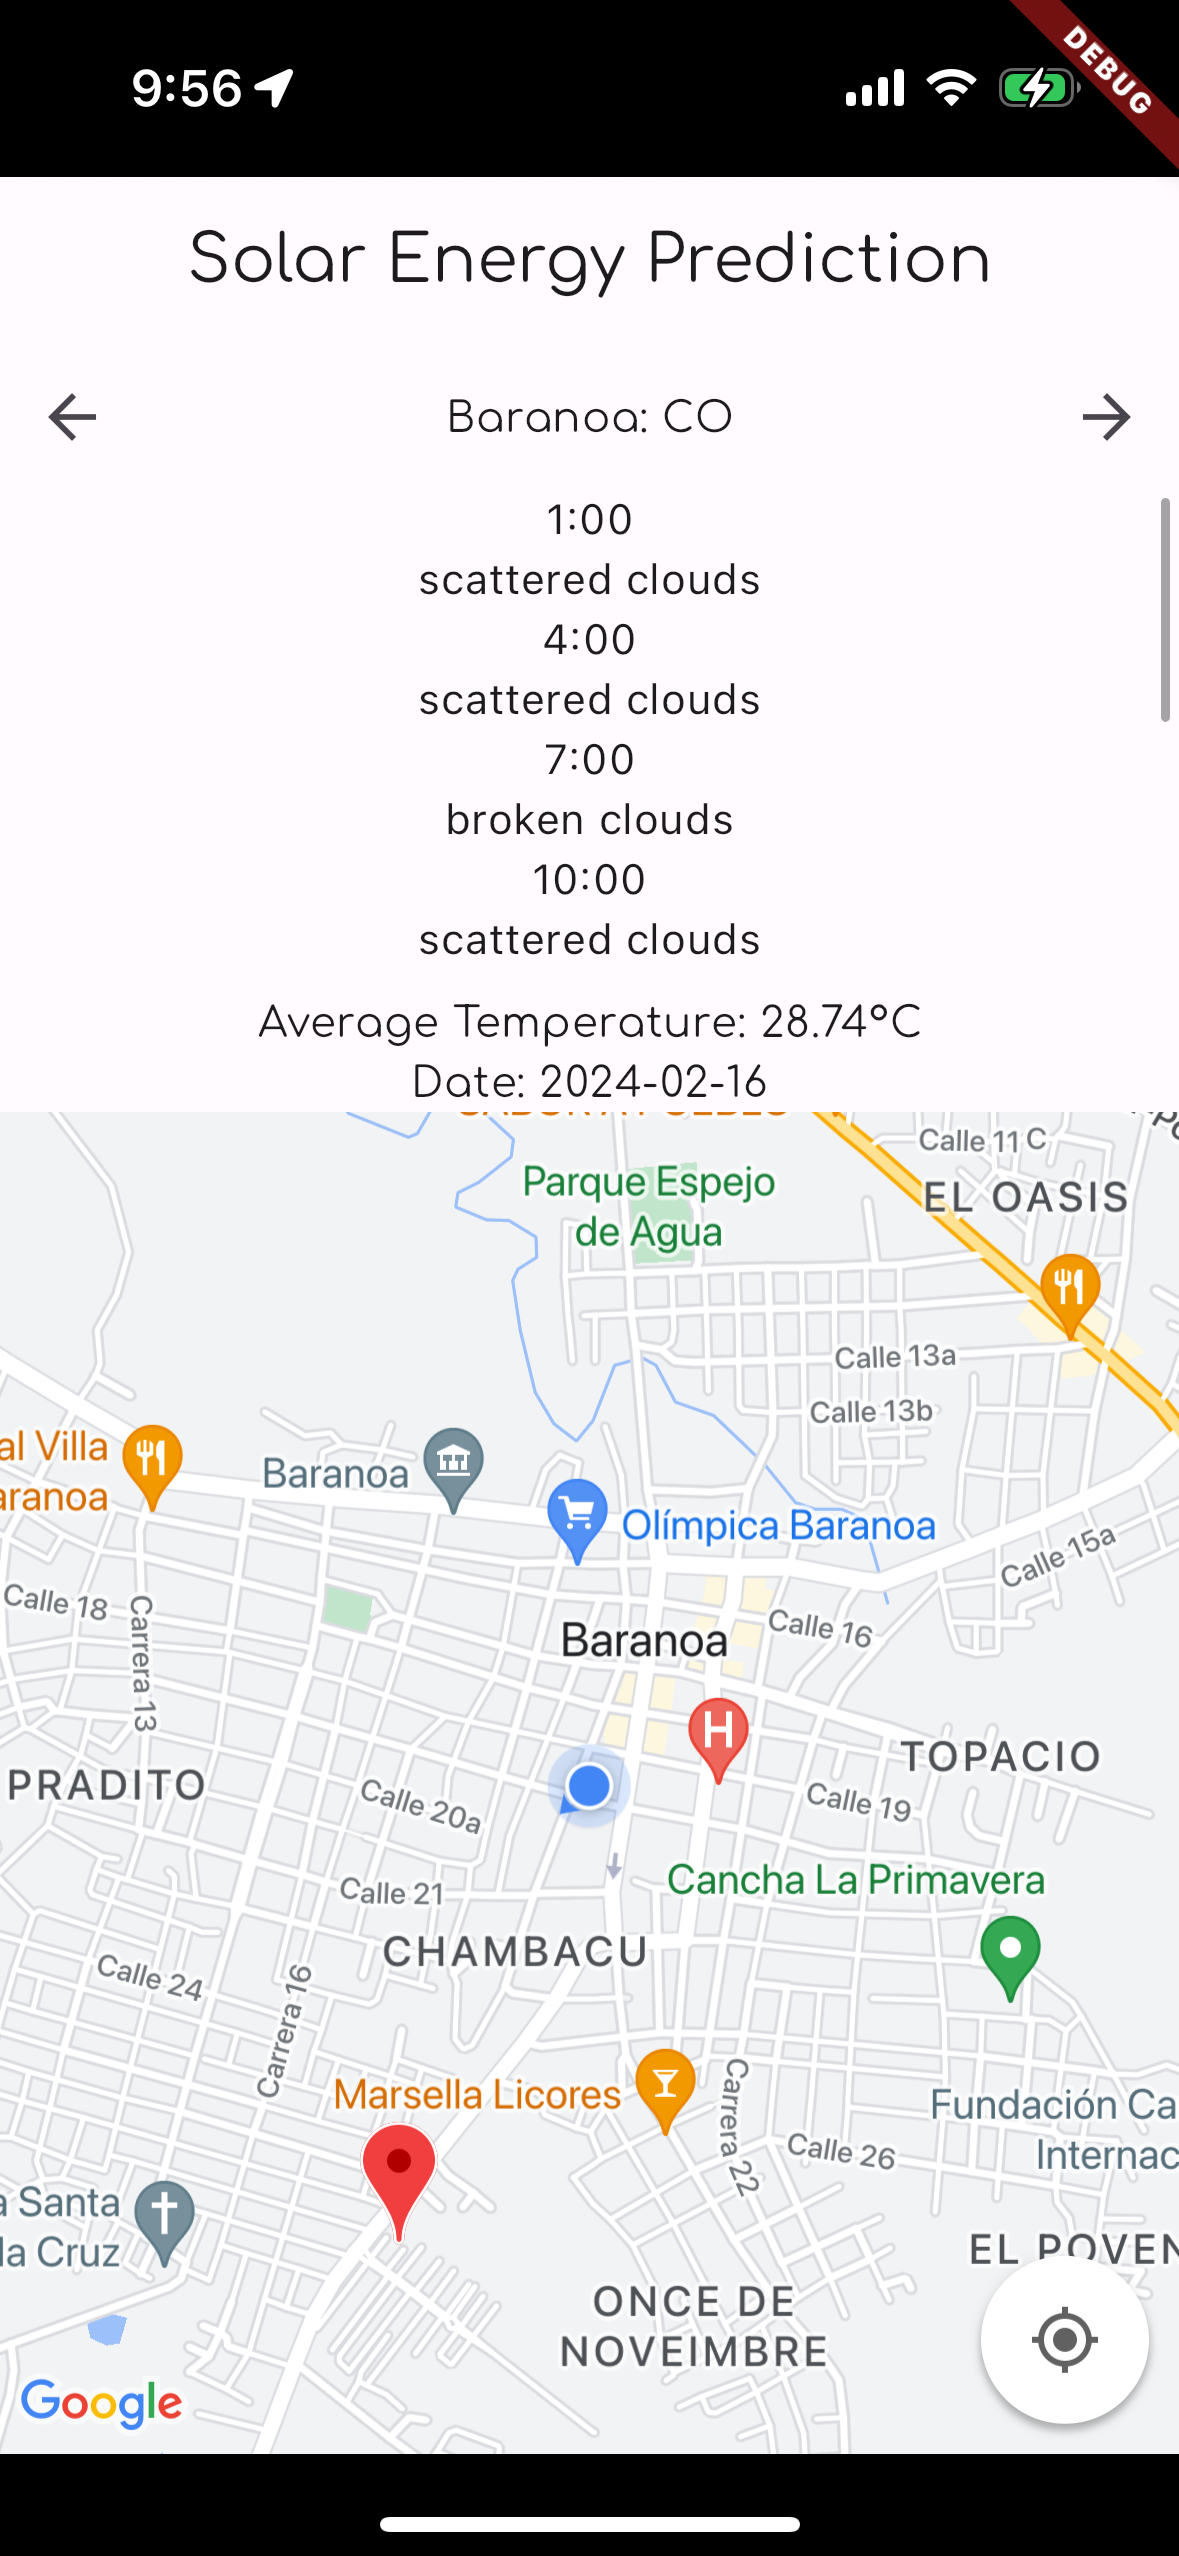 9:56
DEBUG
Solar Energy Prediction
Baranoa: CO
1:00
scattered clouds
4:00
scattered clouds
7:00
broken clouds
10:00
scattered clouds
Average Temperature: 28.74°C
Date: 2024-02-16
Calle 11 C
Parque Espejo
de Agua
EL OASIS
Calle 13a
Calle 13b
al Villa
aranoa
Baranoa
Olímpica Baranoa
Calle 15a
Calle 18
Carrera 13
Baranoa
Calle 16
H
TOPACIO
PRADITO
Calle 20a
Calle 19
Calle 21
Cancha La Primavera
CHAMBACU
Calle 24
Carrera 16
Marsella Licores
Carrera 22
Fundación Ca
Internac
Calle 26
a Santa
la Cruz
EL POVEN
ONCE DE
NOVEIMBRE
Google